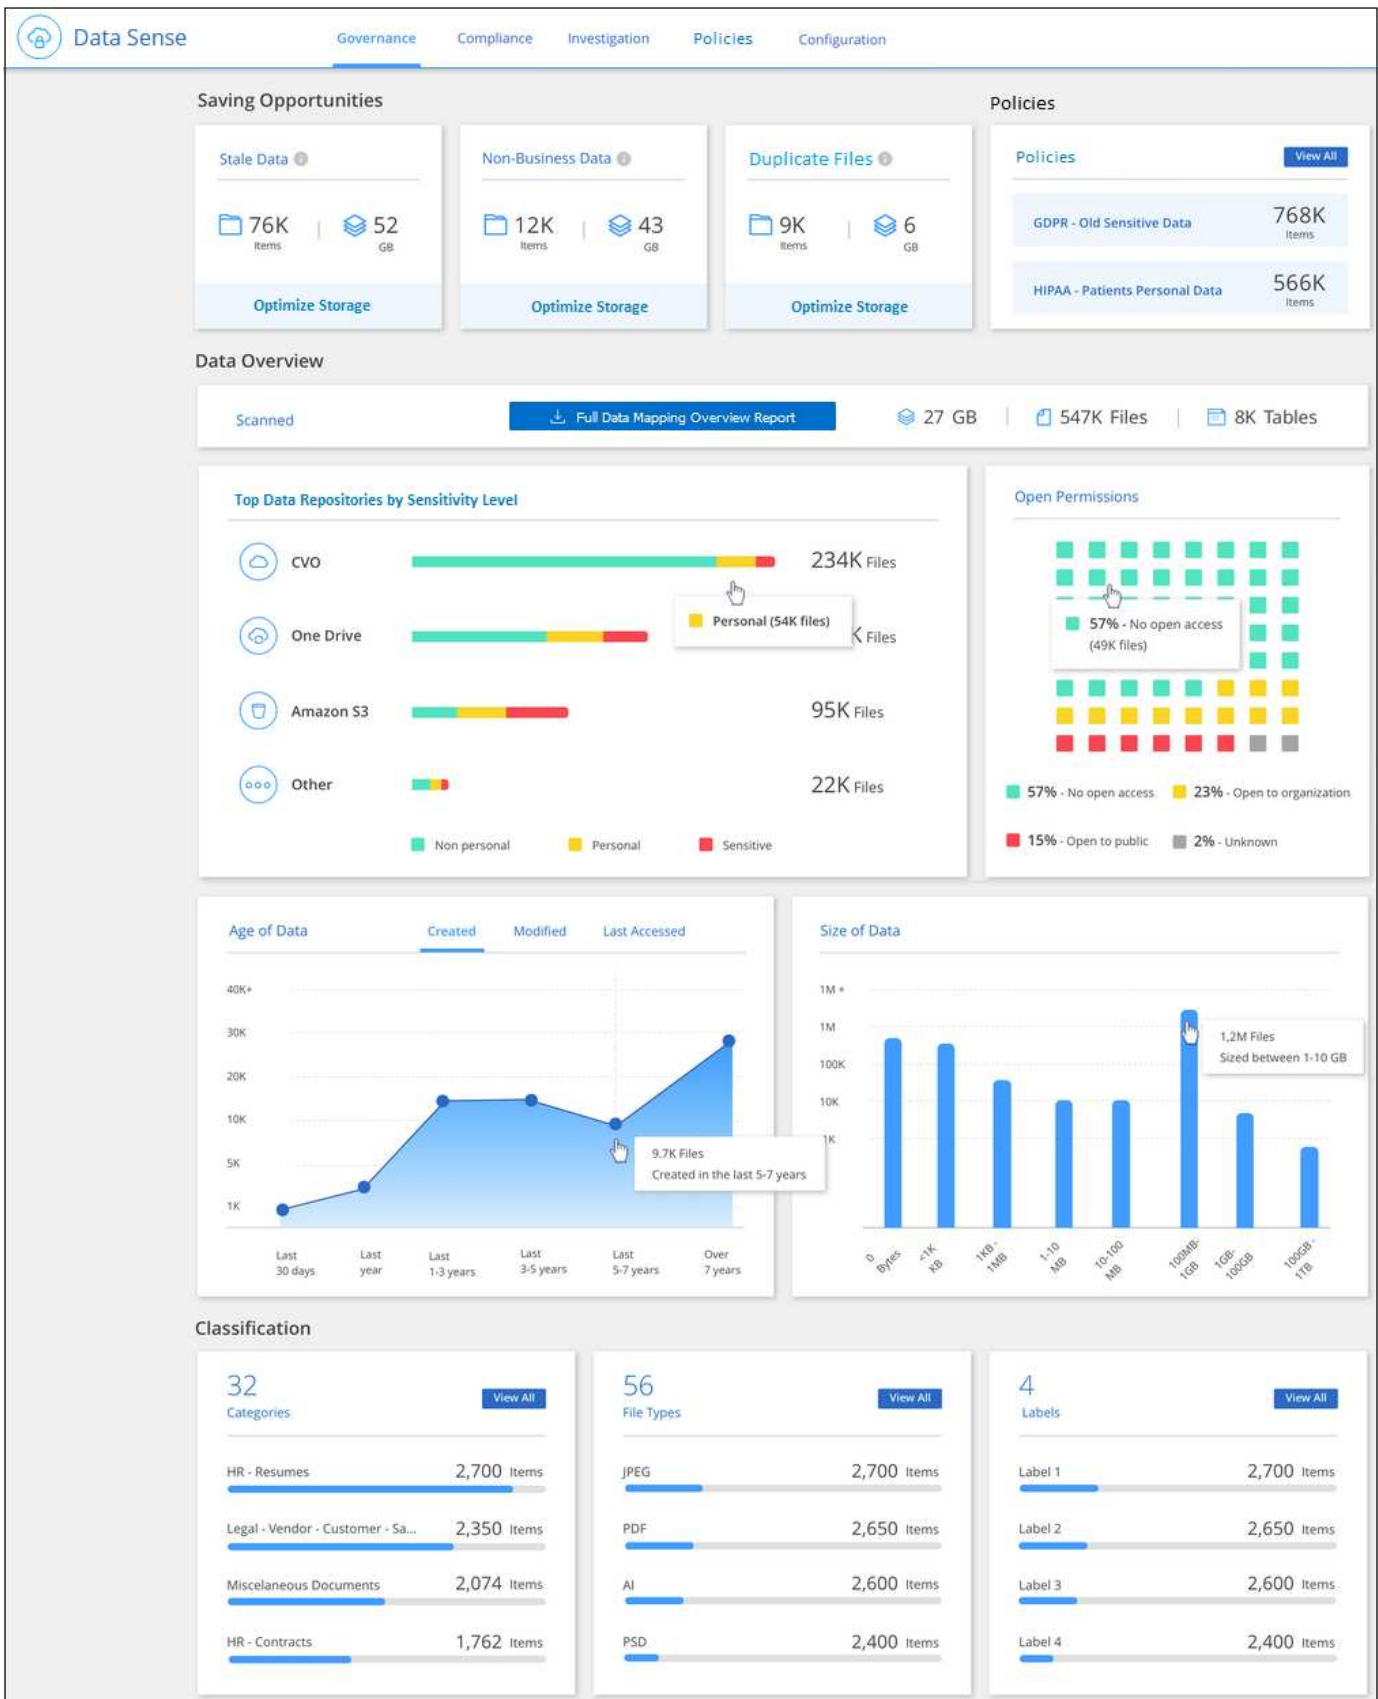 Data Sense
Governance Compliance Investigation Policies Configuration
Saving Opportunities
Policies
Stale Data
76K Items
52 GB
Optimize Storage
Non-Business Data
12K Items
43 GB
Optimize Storage
Duplicate Files
9K Items
6 GB
Optimize Storage
Policies View All
GDPR - Old Sensitive Data 768K Items
HIPAA - Patients Personal Data 566K Items
Data Overview
Scanned Full Data Mapping Overview Report 27 GB 547K Files 8K Tables
Top Data Repositories by Sensitivity Level
CVO 234K Files
Personal (54K files)
One Drive K Files
Amazon S3 95K Files
Other 22K Files
Non personal Personal Sensitive
Open Permissions
57% - No open access
(49K files)
57% - No open access 23% - Open to organization
15% - Open to public 2% - Unknown
Age of Data Created Modified Last Accessed
40K+
30K
20K
10K
5K
1K
9.7K Files
Created in the last 5-7 years
Last 30 days
Last year
Last 1-3 years
Last 3-5 years
Last 5-7 years
Over 7 years
Size of Data
1M +
1M
100K
10K
1K
1,2M Files
Sized between 1-10 GB
0 Bytes
<1K KB
1KB - 1MB
1-10 MB
10-100 MB
100MB- 1GB
1GB- 100GB
100GB - 1TB
Classification
32
Categories View All
HR - Resumes 2,700 Items
Legal - Vendor - Customer - Sa... 2,350 Items
Miscelaneous Documents 2,074 Items
HR - Contracts 1,762 Items
56
File Types View All
JPEG 2,700 Items
PDF 2,650 Items
AI 2,600 Items
PSD 2,400 Items
4
Labels View All
Label 1 2,700 Items
Label 2 2,650 Items
Label 3 2,600 Items
Label 4 2,400 Items